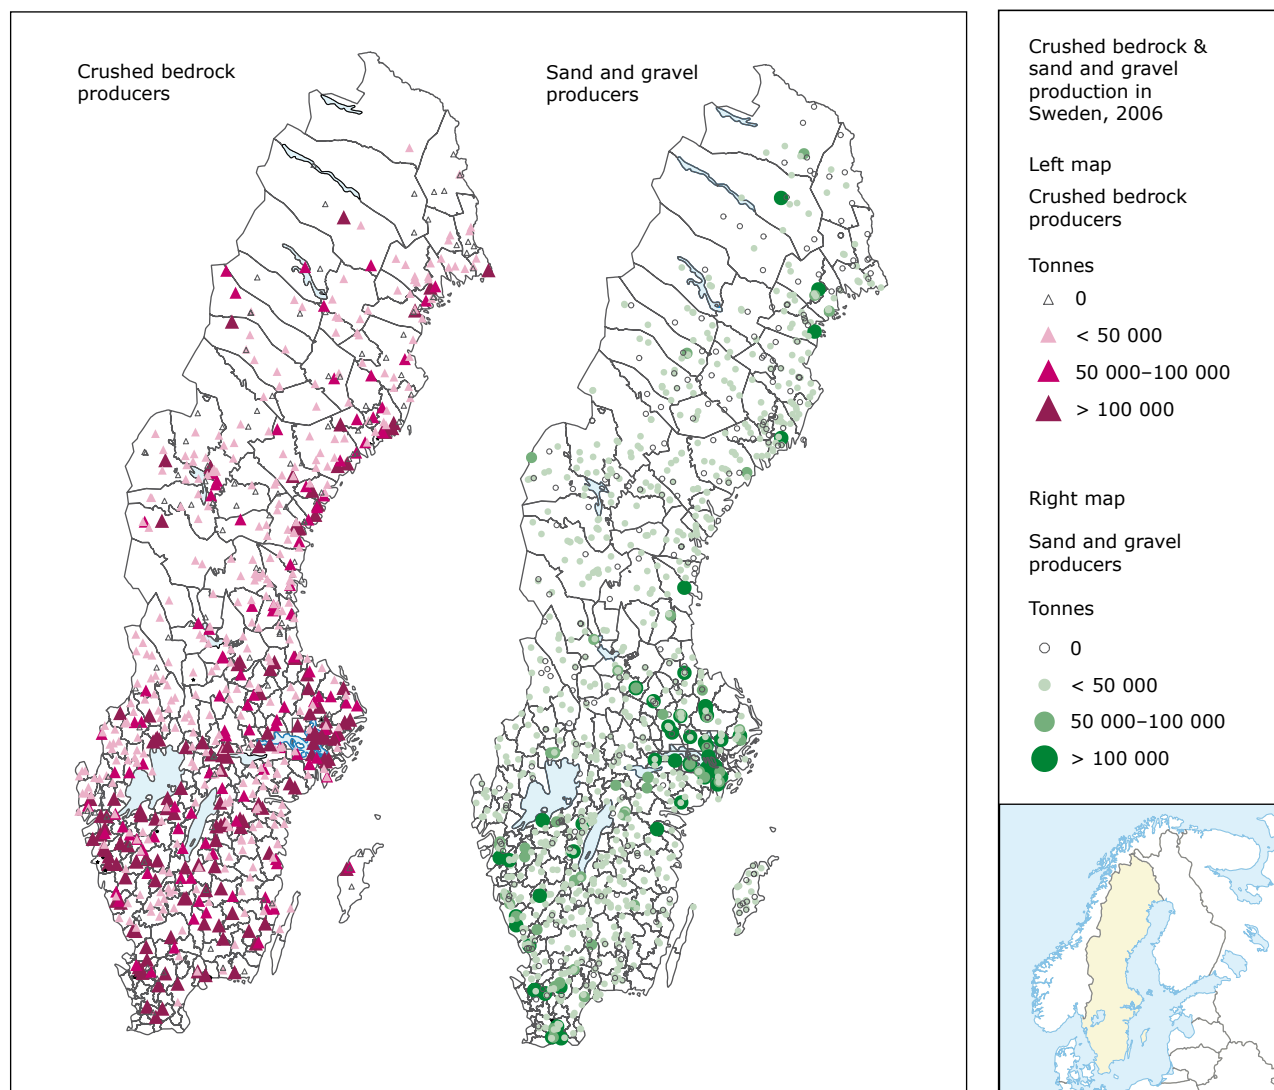 Crushed bedrock
producers
Sand and gravel
producers
Crushed bedrock &
sand and gravel
production in
Sweden, 2006
Left map
Crushed bedrock
producers
Tonnes
0
< 50 000
50 000–100 000
> 100 000
Right map
Sand and gravel
producers
Tonnes
0
< 50 000
50 000–100 000
> 100 000